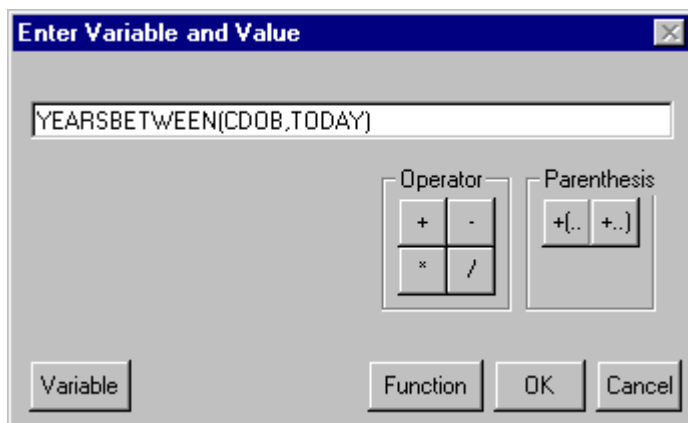 Enter Variable and Value
YEARSBETWEEN(CDOB,TODAY)
Operator
Parenthesis
+ -
+(.. +..)
* /
Variable
Function
OK
Cancel